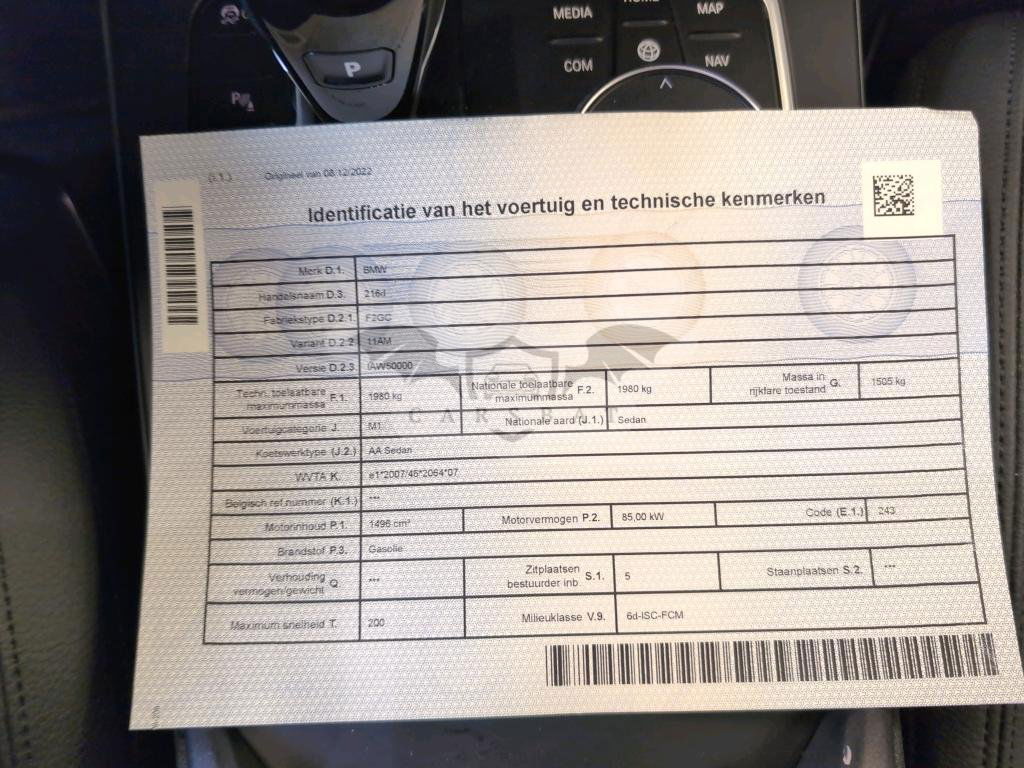 MEDIA
MAP
COM
NAV
P
Origineel van 08/12/2022
Identificatie van het voertuig en technische kenmerken
Merk D.1. BMW
Handelsnaam D.3. 216d
Fabriekstype D.2.1. F2GC
Variant D.2.2. 11AM
Versie D.2.3. IAW50000
Techn. toelaatbare maximummassa F.1. 1980 kg Nationale toelaatbare maximummassa F.2. 1980 kg Massa in rijklare toestand G. 1505 kg
CARSBAT
Voertuigcategorie J. M1 Nationale aard (J.1.) Sedan
Koetswerktype (J.2.) AA Sedan
WVTA K. e1*2007/46*2064*07
Belgisch ref.nummer (K.1.) ***
Motorinhoud P.1. 1496 cm³ Motorvermogen P.2. 85,00 kW Code (E.1.) 243
Brandstof P.3. Gasolie
Verhouding vermogen/gewicht Q. *** Zitplaatsen bestuurder inb. S.1. 5 Staanplaatsen S.2. ***
Maximum snelheid T. 200 Milieuklasse V.9. 6d-ISC-FCM